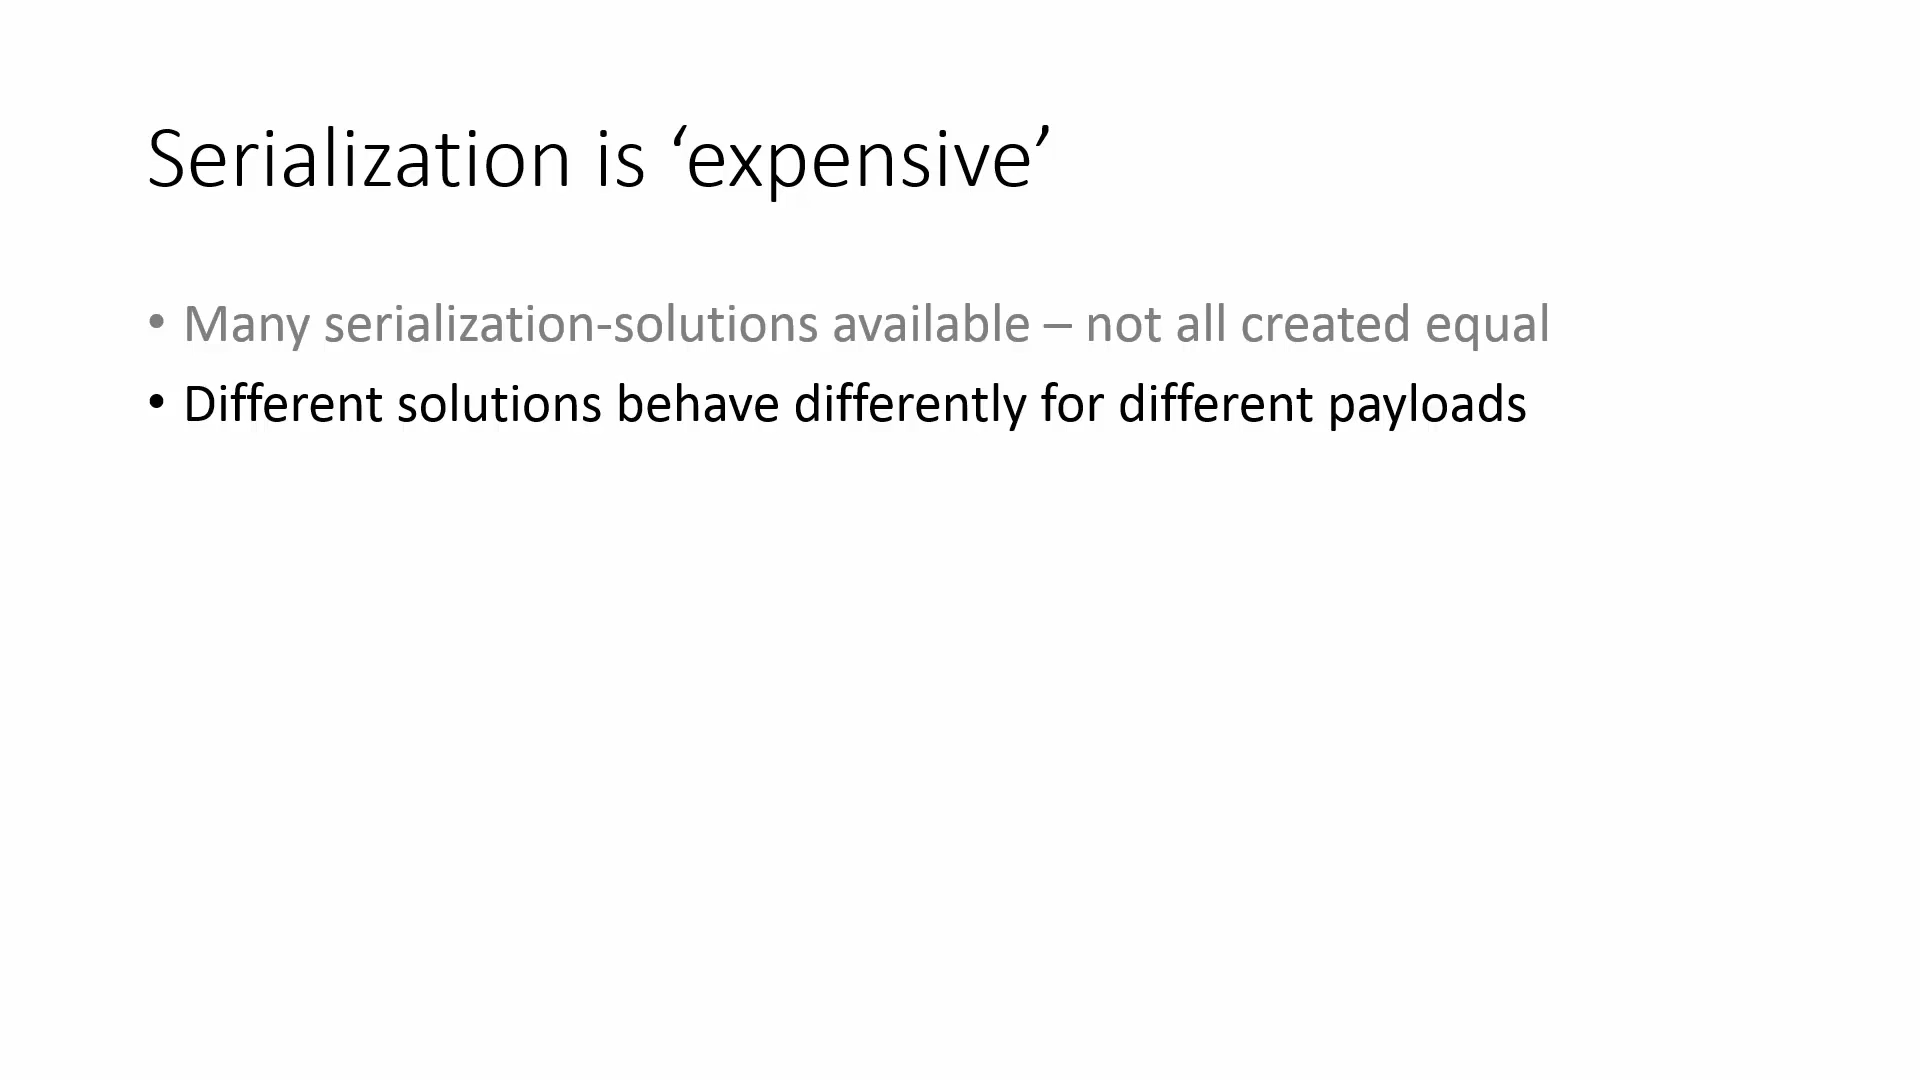 Serialization is ‘expensive’
• Many serialization-solutions available – not all created equal
• Different solutions behave differently for different payloads